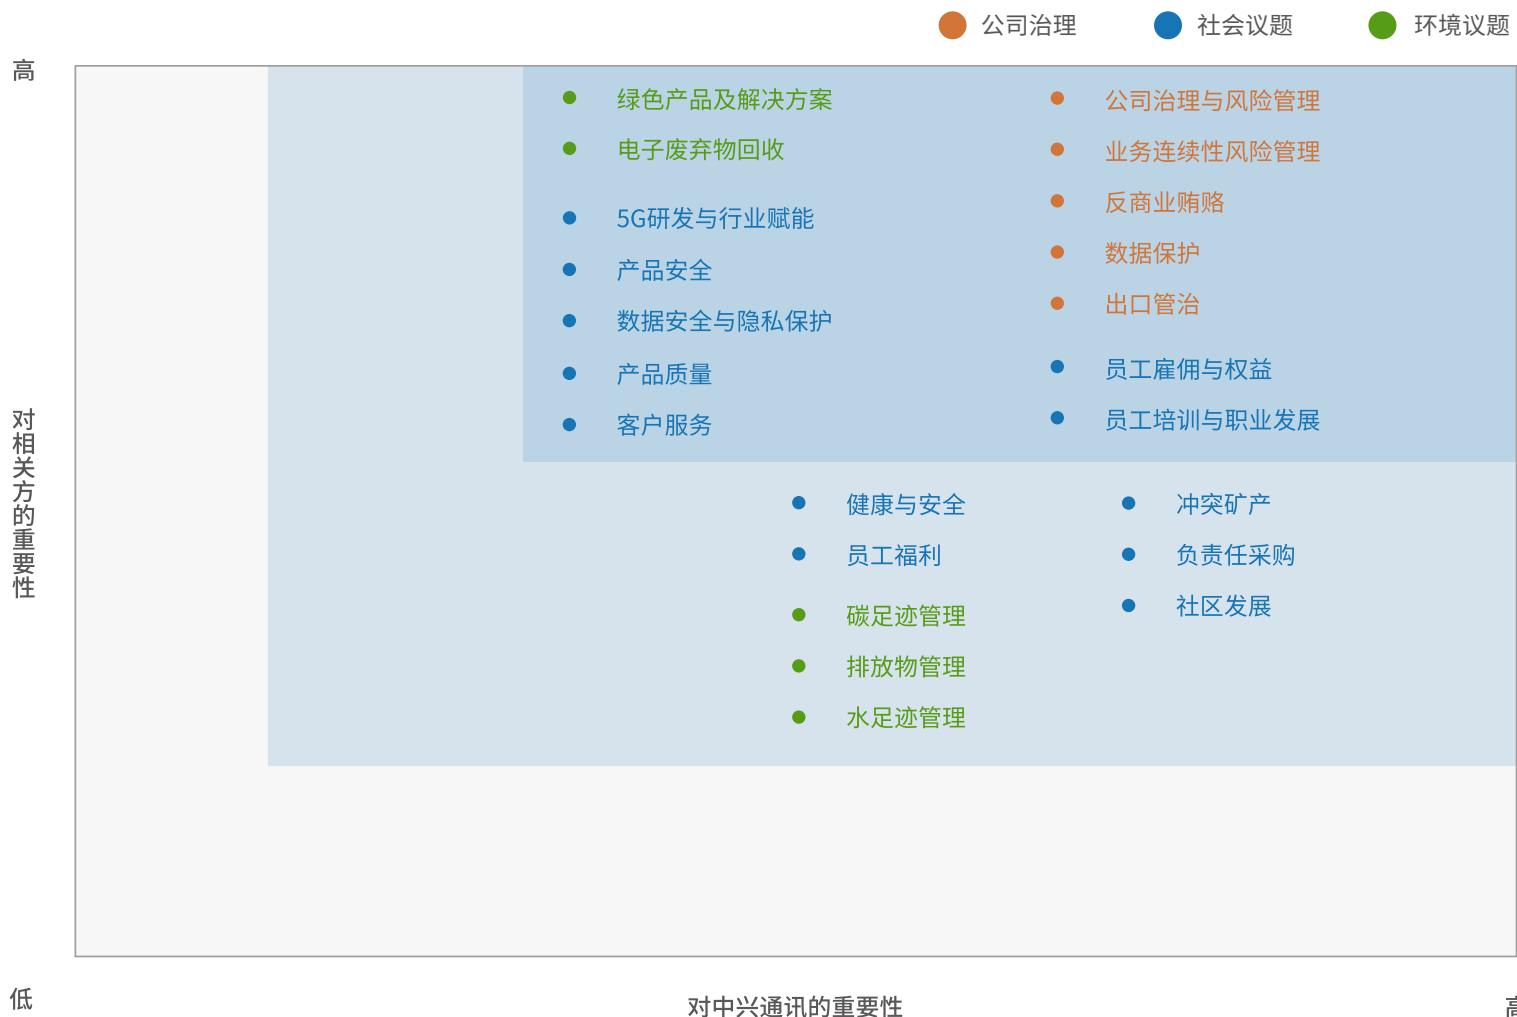 公司治理
社会议题
环境议题
高
绿色产品及解决方案
电子废弃物回收
5G研发与行业赋能
产品安全
数据安全与隐私保护
产品质量
客户服务
公司治理与风险管理
业务连续性风险管理
反商业贿赂
数据保护
出口管治
员工雇佣与权益
员工培训与职业发展
对相关方的重要性
健康与安全
员工福利
碳足迹管理
排放物管理
水足迹管理
冲突矿产
负责任采购
社区发展
低
对中兴通讯的重要性
高